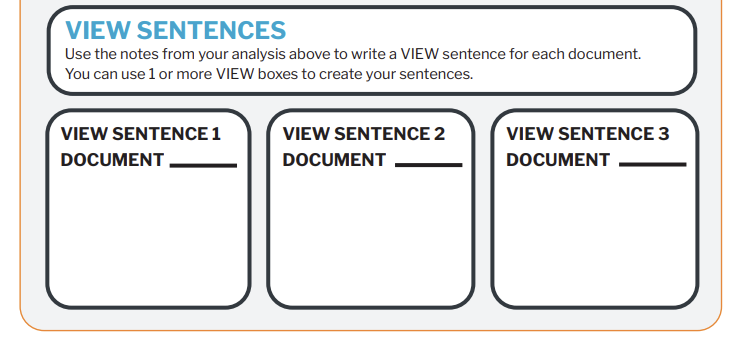 VIEW SENTENCES
Use the notes from your analysis above to write a VIEW sentence for each document.
You can use 1 or more VIEW boxes to create your sentences.
VIEW SENTENCE 1
DOCUMENT
VIEW SENTENCE 2
DOCUMENT
VIEW SENTENCE 3
DOCUMENT